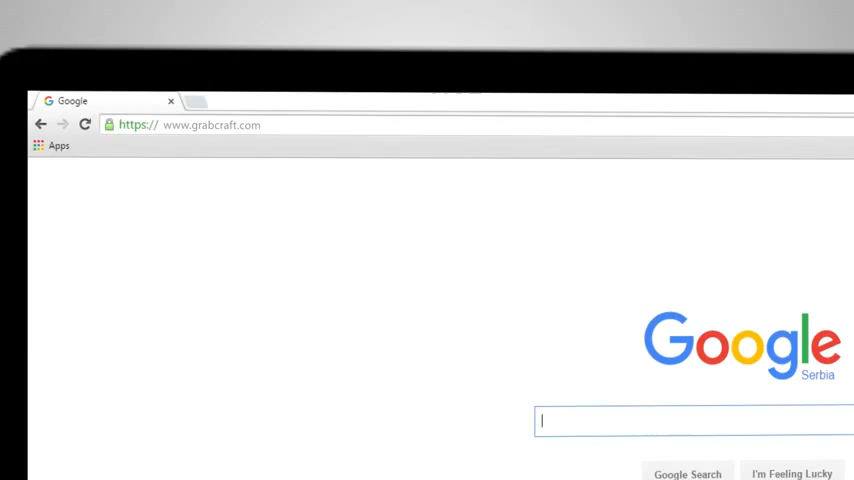 Google
https:// www.grabcraft.com
Apps
Google
Serbia
Google Search
I'm Feeling Lucky